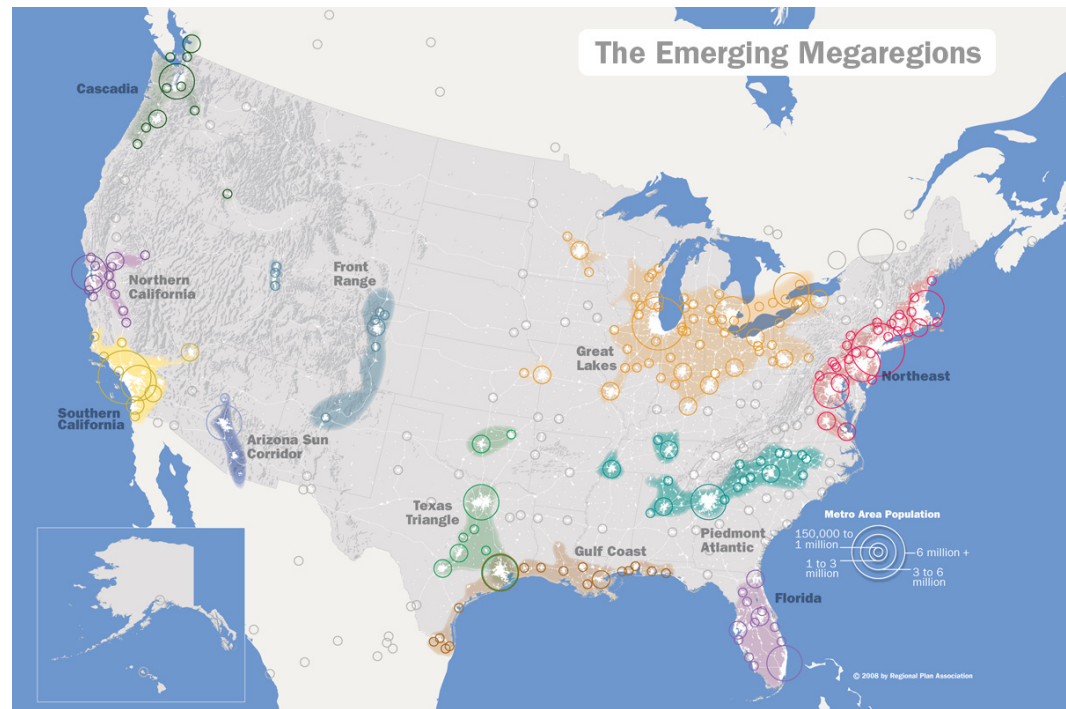 The Emerging Megaregions
Cascadia
Northern
California
Front
Range
Great
Lakes
Northeast
Southern
California
Arizona Sun
Corridor
Texas
Triangle
Gulf Coast
Piedmont
Atlantic
Florida
Metro Area Population
150,000 to
1 million
1 to 3
million
6 million +
3 to 6
million
© 2008 by Regional Plan Association